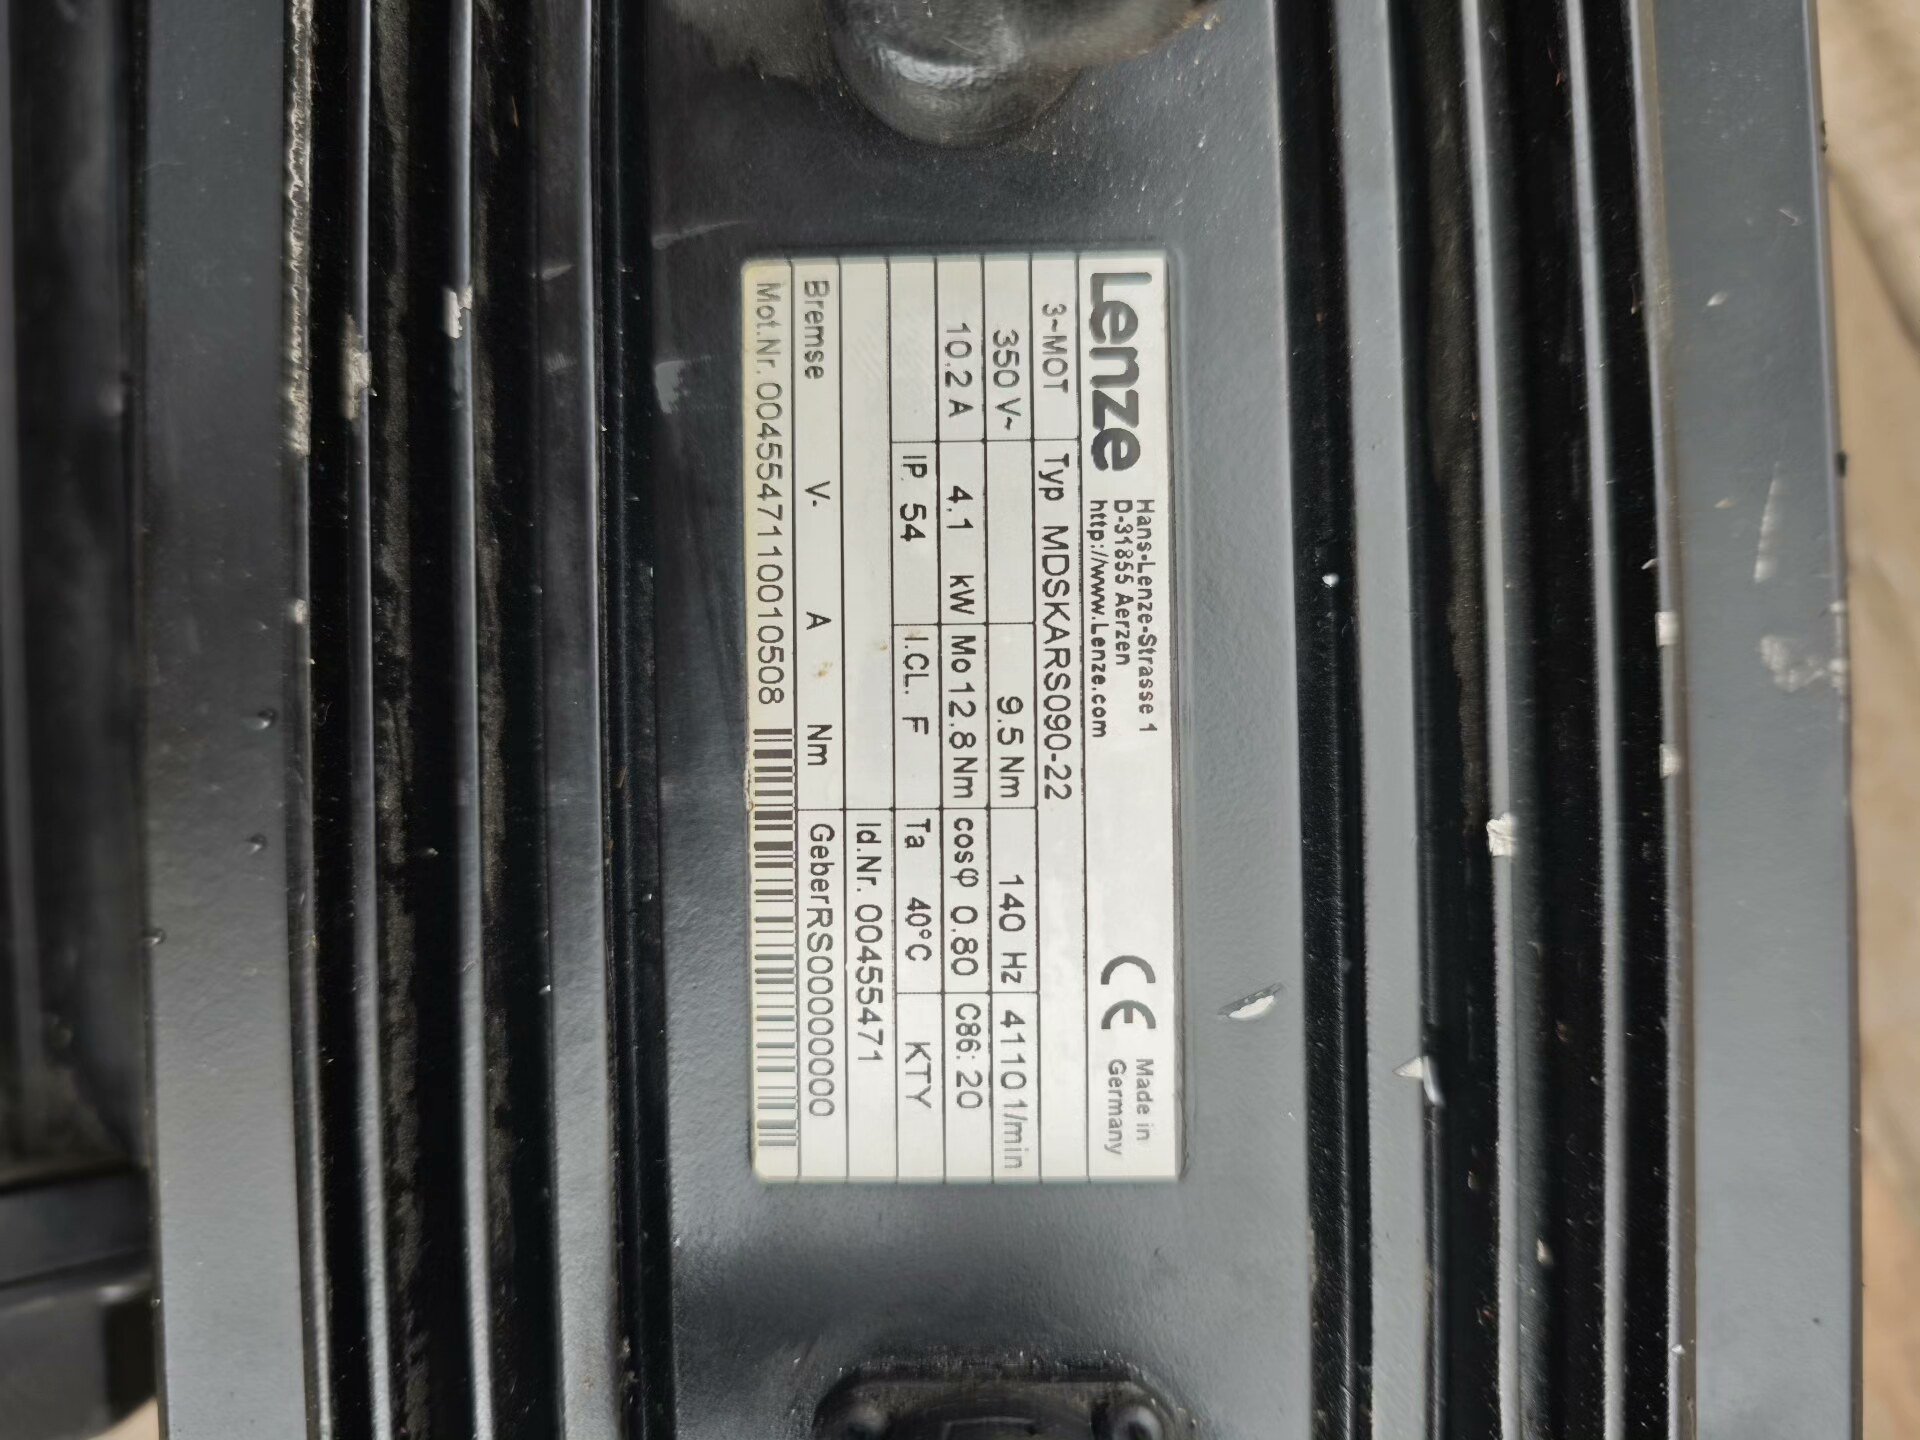 Lenze
Hans-Lenze-Strasse 1
D-31855 Aerzen
http://www.Lenze.com
CE
Made in
Germany
3~MOT Typ MDSKARS090-22
350 V~ 9.5 Nm 140 Hz 4110 1/min
10.2 A 4.1 kW Mo 12.8 Nm cosφ 0.80 C86: 20
IP. 54 I.CL. F Ta 40°C KTY
Id.Nr. 00455471
Bremse V- A Nm GeberRS00000000
Mot.Nr. 0045547110010508